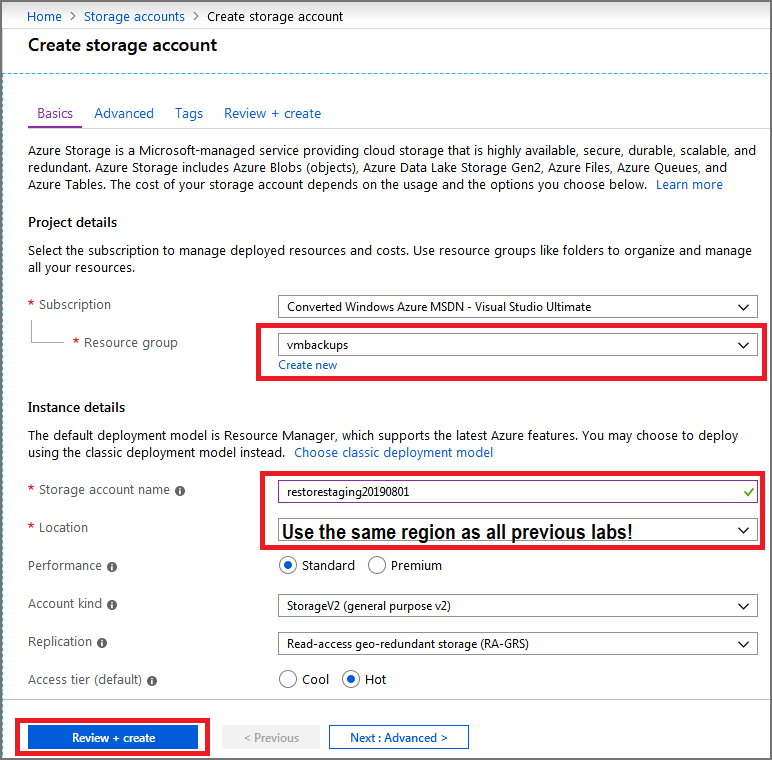 Home > Storage accounts > Create storage account
Create storage account
Basics Advanced Tags Review + create
Azure Storage is a Microsoft-managed service providing cloud storage that is highly available, secure, durable, scalable, and
redundant. Azure Storage includes Azure Blobs (objects), Azure Data Lake Storage Gen2, Azure Files, Azure Queues, and
Azure Tables. The cost of your storage account depends on the usage and the options you choose below. Learn more
Project details
Select the subscription to manage deployed resources and costs. Use resource groups like folders to organize and manage
all your resources.
* Subscription Converted Windows Azure MSDN - Visual Studio Ultimate
* Resource group vmbackups
Create new
Instance details
The default deployment model is Resource Manager, which supports the latest Azure features. You may choose to deploy
using the classic deployment model instead. Choose classic deployment model
* Storage account name restorestaging20190801
* Location Use the same region as all previous labs!
Performance Standard Premium
Account kind StorageV2 (general purpose v2)
Replication Read-access geo-redundant storage (RA-GRS)
Access tier (default) Cool Hot
Review + create < Previous Next : Advanced >